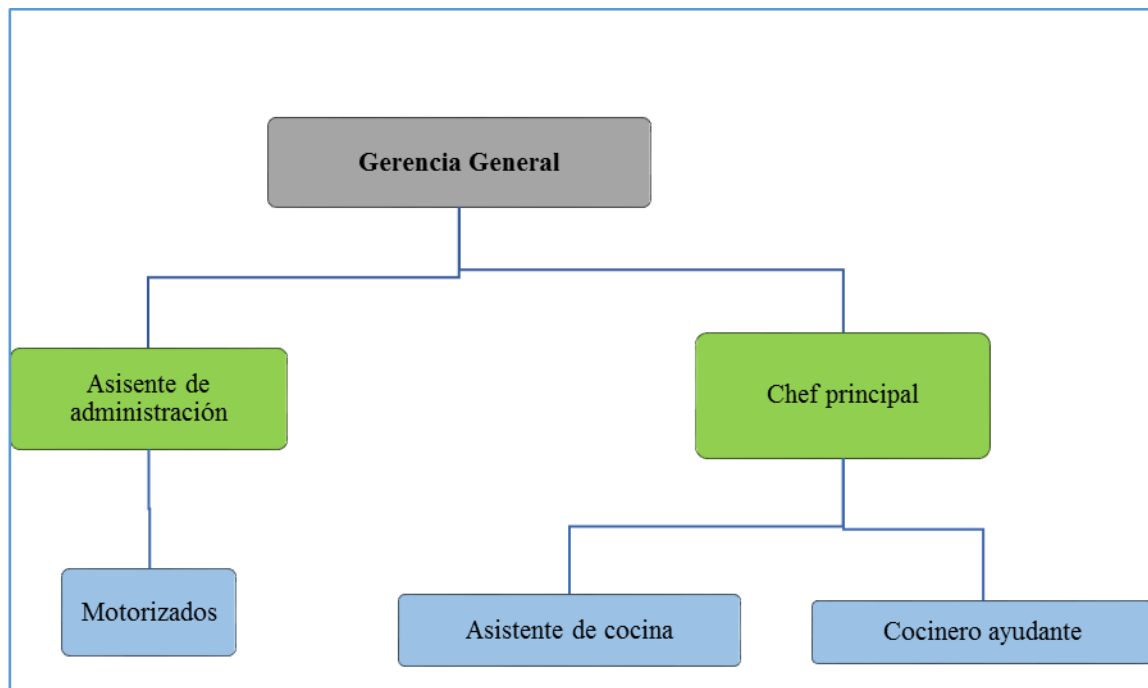 Gerencia General
Asisente de
administración
Chef principal
Motorizados
Asistente de cocina
Cocinero ayudante